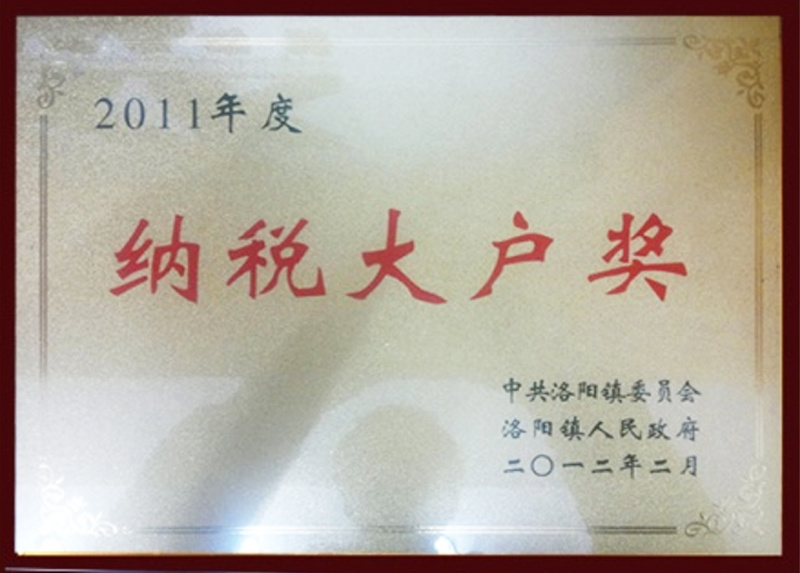 2011年度
纳税大户奖
中共洛阳镇委员会
洛阳镇人民政府
二〇一二年二月